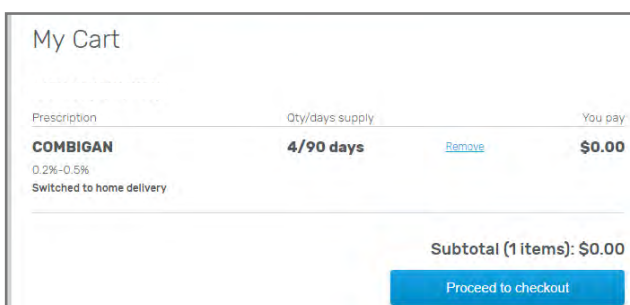 My Cart
Prescription Qty/days supply You pay
COMBIGAN 4/90 days Remove $0.00
0.2%-0.5%
Switched to home delivery
Subtotal (1 items): $0.00
Proceed to checkout